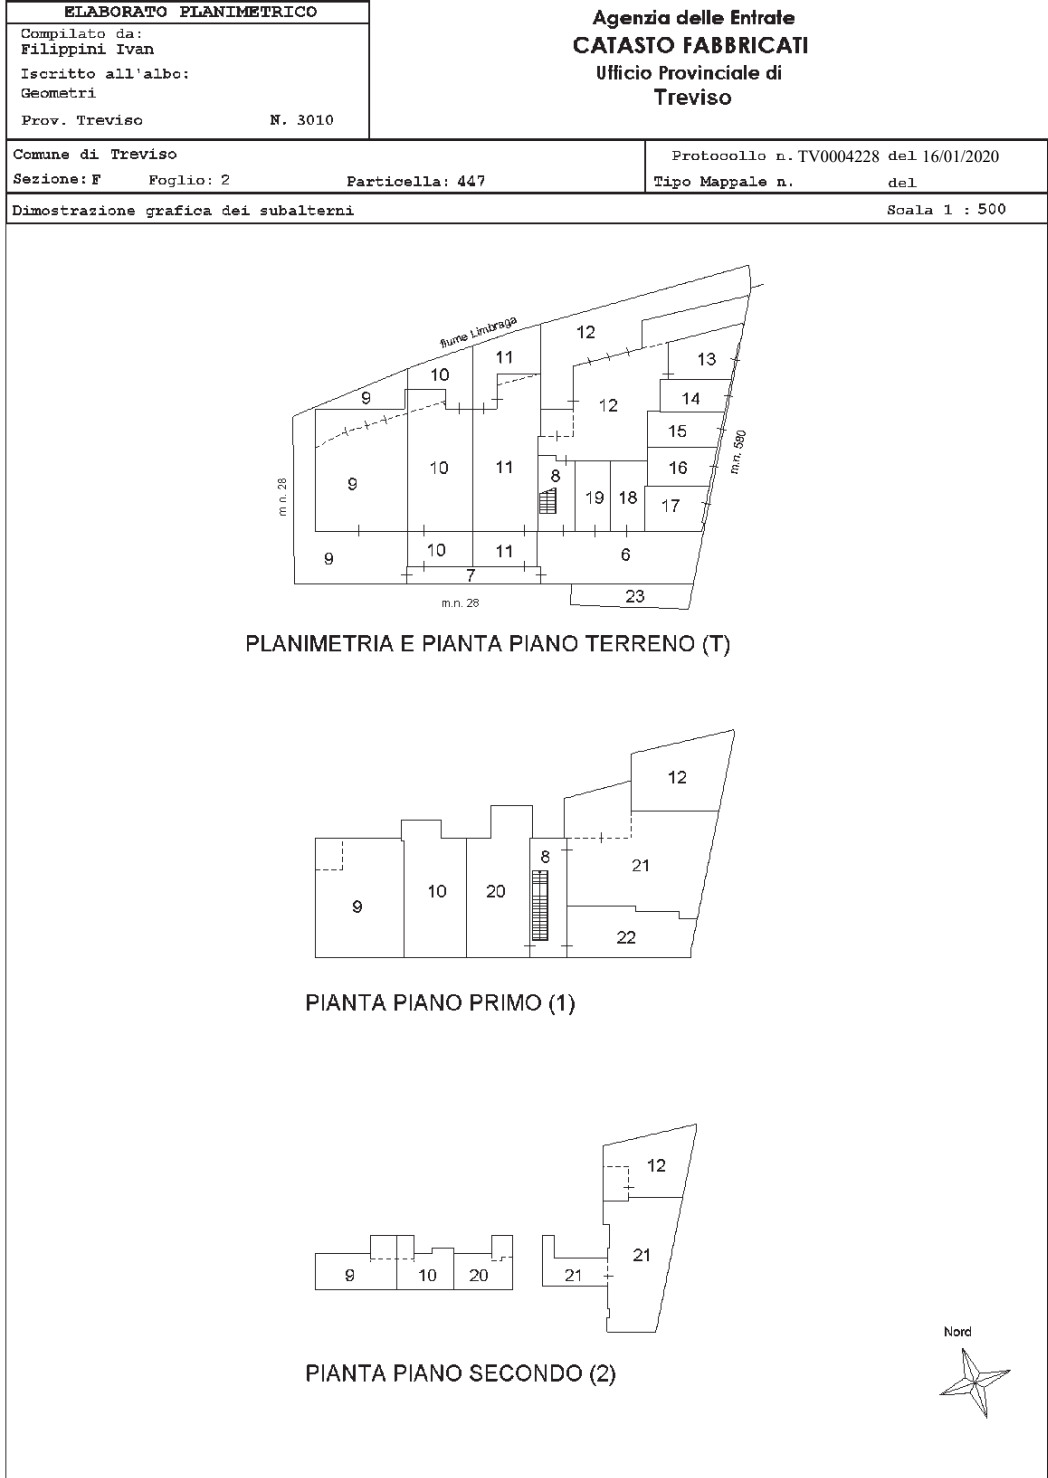 ELABORATO PLANIMETRICO
Compilato da:
Filippini Ivan
Iscritto all'albo:
Geometri
Prov. Treviso N. 3010
Agenzia delle Entrate
CATASTO FABBRICATI
Ufficio Provinciale di
Treviso
Comune di Treviso
Sezione: F Foglio: 2 Particella: 447
Protocollo n. TV0004228 del 16/01/2020
Tipo Mappale n. del
Dimostrazione grafica dei subalterni
Scala 1 : 500
fiume Limbraga
12
11
10
9
13
14
12
15
16
17
m.n. 580
9
10
11
8
19
18
m.n. 28
9
10
11
6
7
23
m.n. 28
PLANIMETRIA E PIANTA PIANO TERRENO (T)
12
8
21
9
10
20
22
PIANTA PIANO PRIMO (1)
12
21
9
10
20
21
PIANTA PIANO SECONDO (2)
Nord